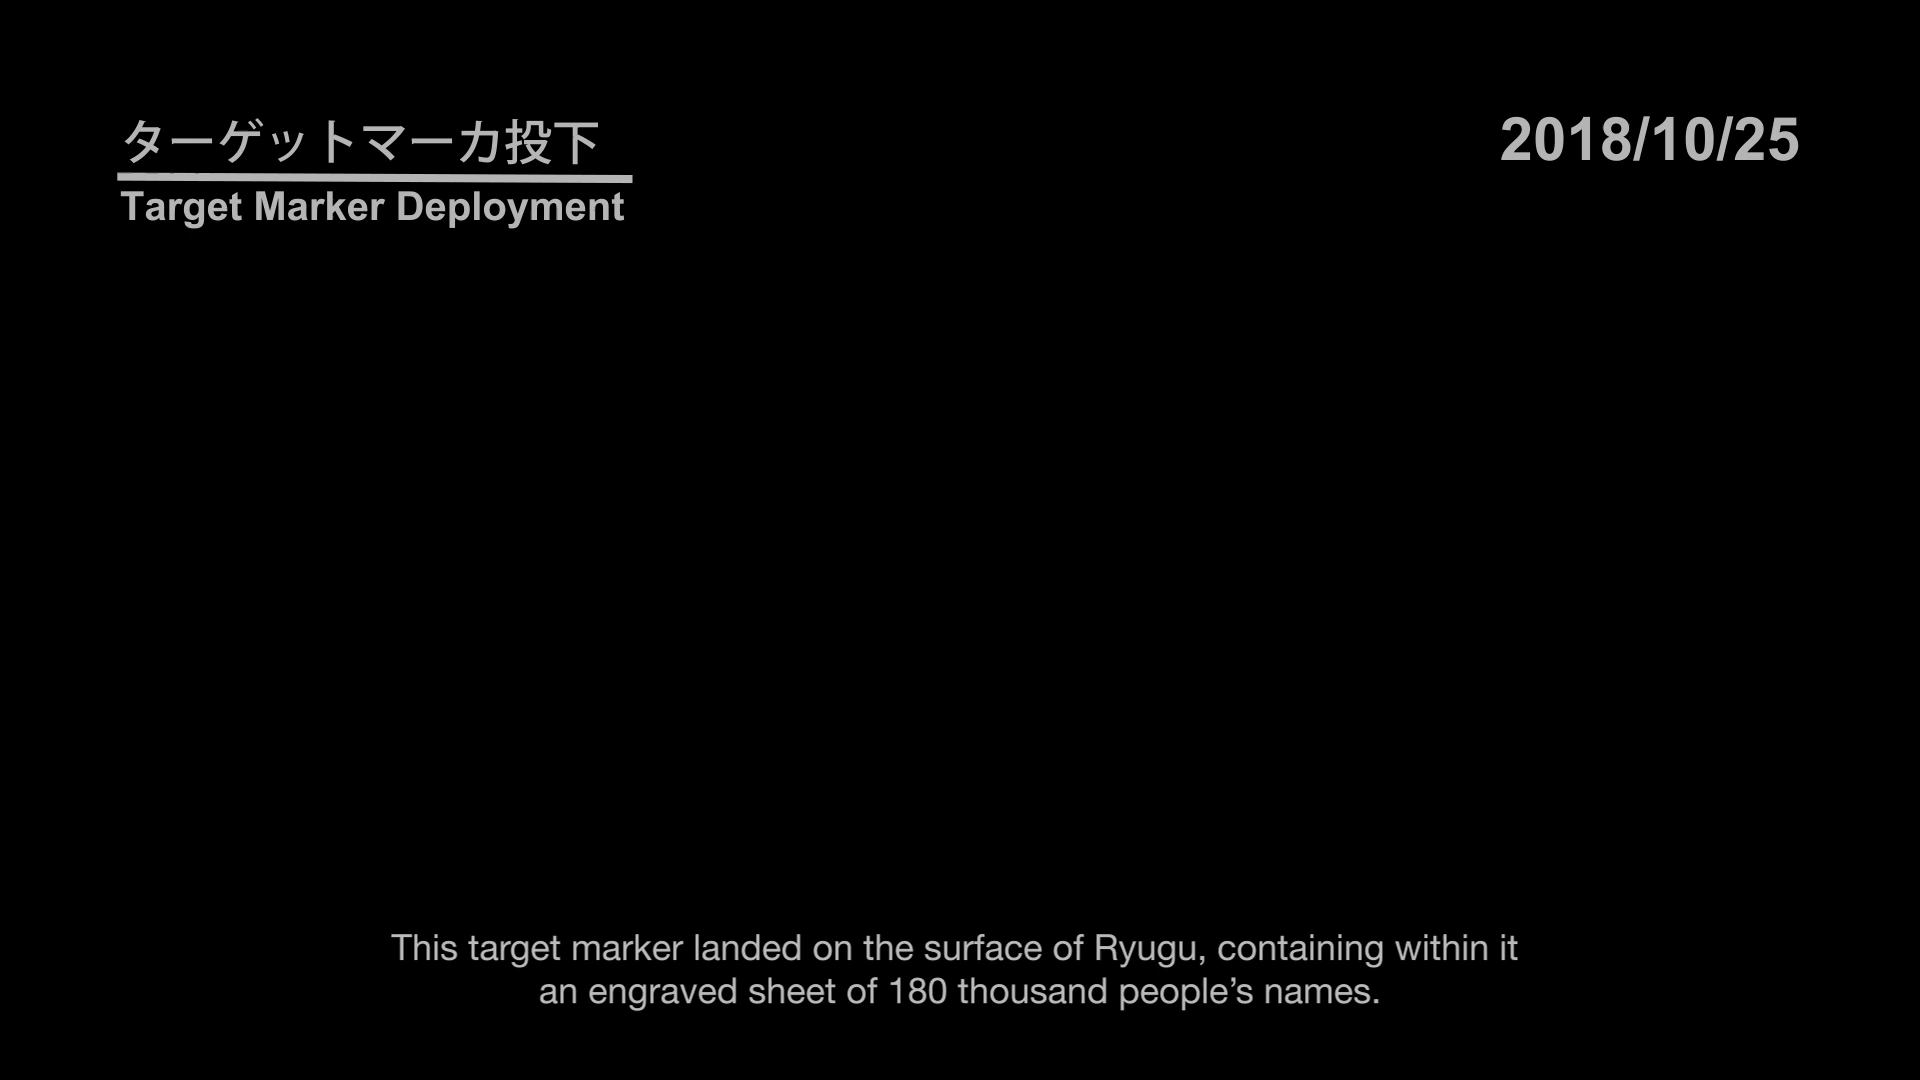 ターゲットマーカ投下
Target Marker Deployment
2018/10/25
This target marker landed on the surface of Ryugu, containing within it
an engraved sheet of 180 thousand people’s names.